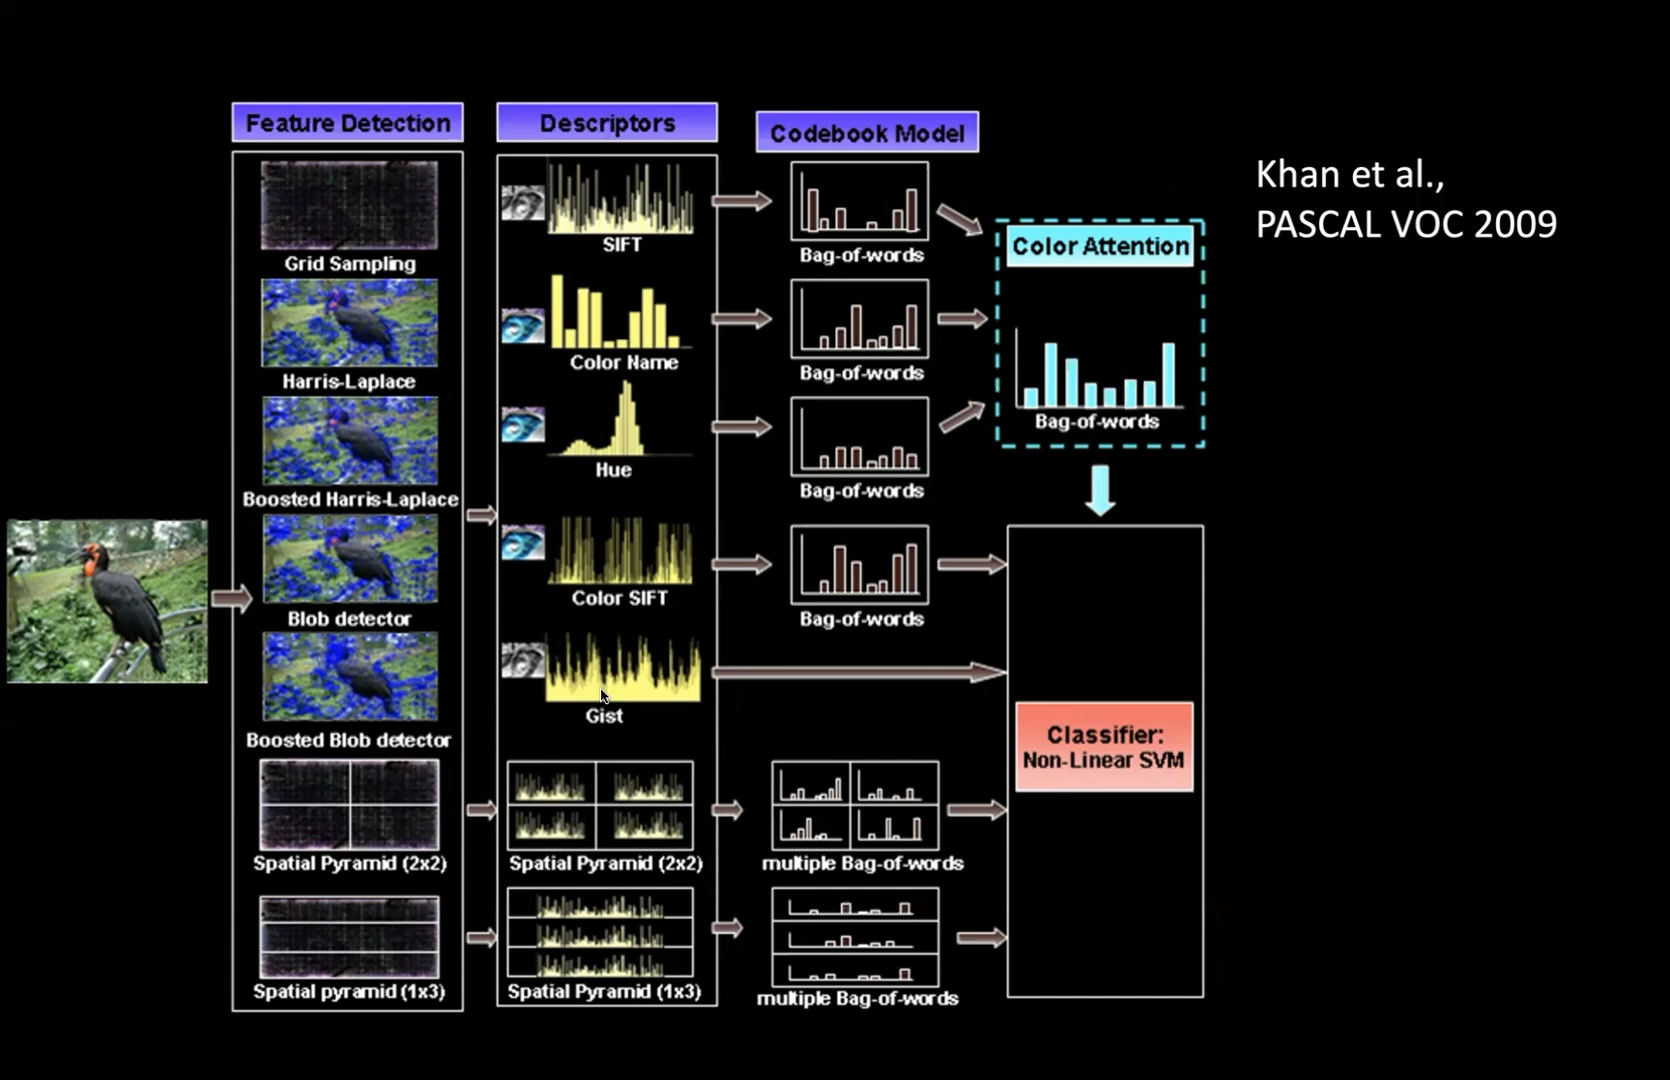 Feature Detection
Grid Sampling
Harris-Laplace
Boosted Harris-Laplace
Blob detector
Boosted Blob detector
Spatial Pyramid (2x2)
Spatial pyramid (1x3)
Descriptors
SIFT
Color Name
Hue
Color SIFT
Gist
Spatial Pyramid (2x2)
Spatial Pyramid (1x3)
Codebook Model
Bag-of-words
Bag-of-words
Bag-of-words
Bag-of-words
multiple Bag-of-words
multiple Bag-of-words
Color Attention
Bag-of-words
Classifier:
Non-Linear SVM
Khan et al.,
PASCAL VOC 2009